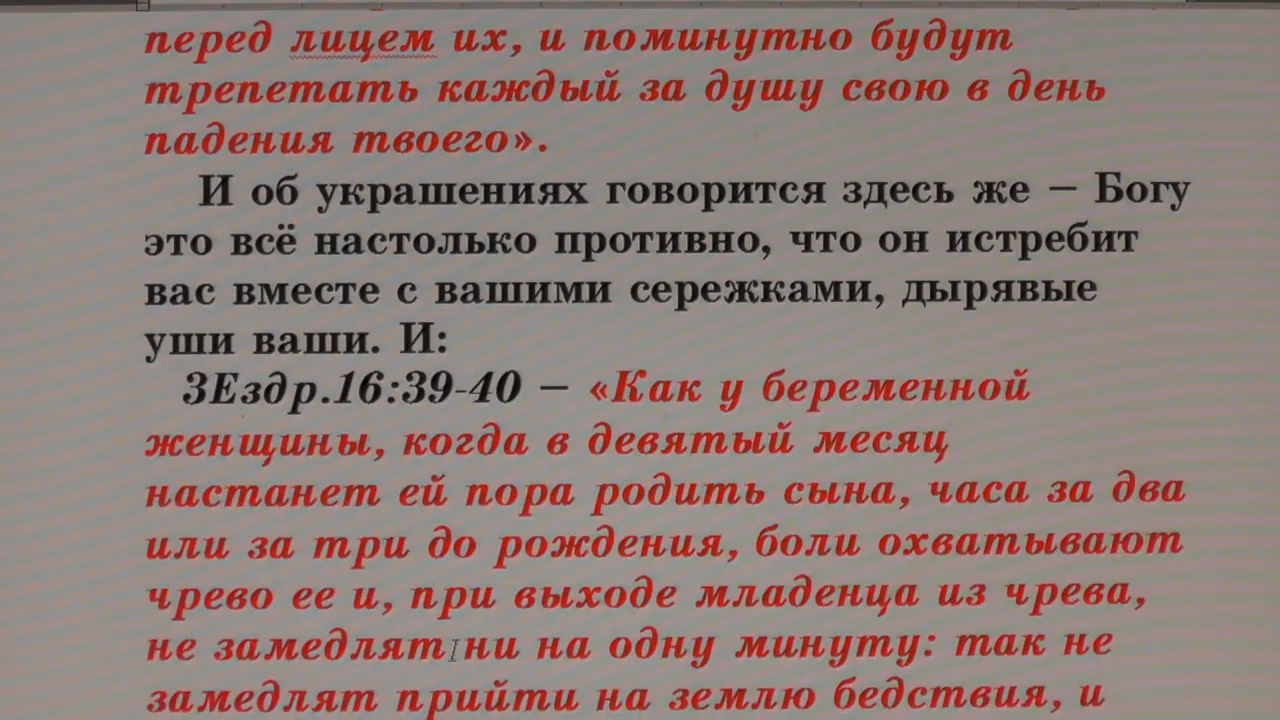 перед лицем их, и поминутно будут
трепетать каждый за душу свою в день
падения твоего».
И об украшениях говорится здесь же – Богу
это всё настолько противно, что он истребит
вас вместе с вашими сережками, дырявые
уши ваши. И:
3Ездр.16:39-40 – «Как у беременной
женщины, когда в девятый месяц
настанет ей пора родить сына, часа за два
или за три до рождения, боли охватывают
чрево ее и, при выходе младенца из чрева,
не замедлят ни на одну минуту: так не
замедлят прийти на землю бедствия, и